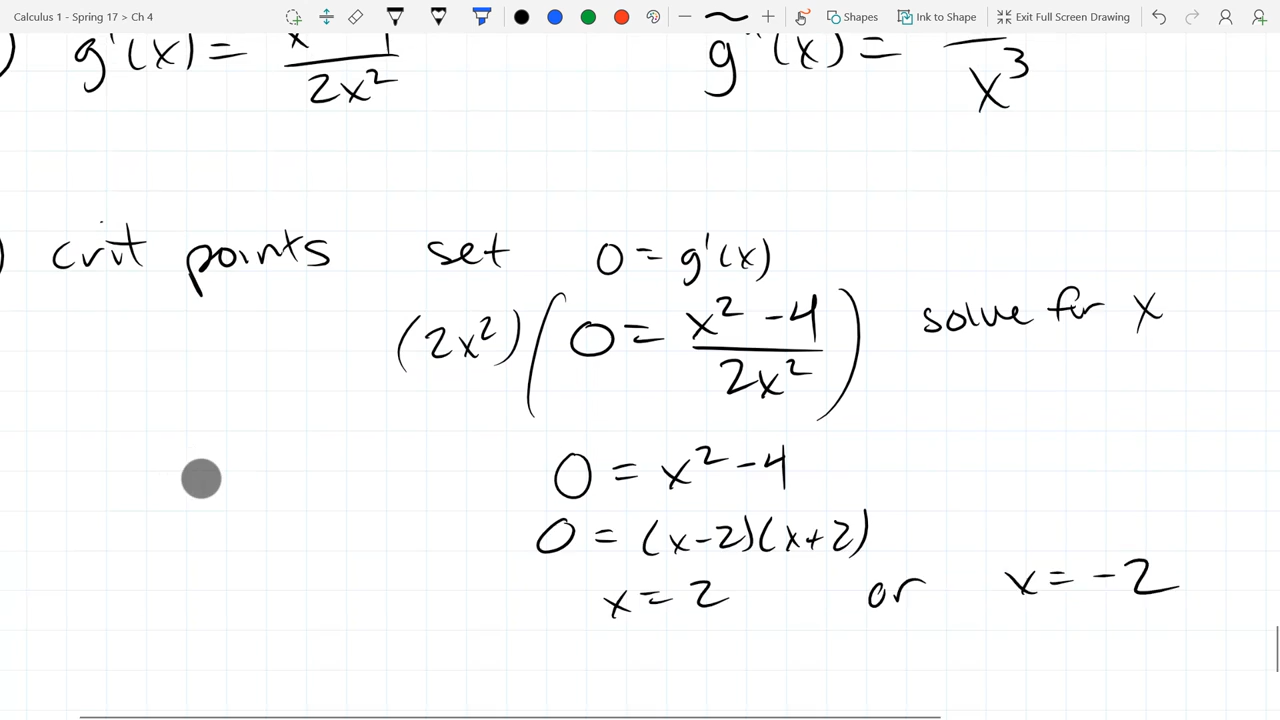 Calculus 1 - Spring 17 > Ch 4 Shapes Ink to Shape Exit Full Screen Drawing
) g'(x) = / 2x² g''(x) = / x³
) crit points set 0 = g'(x)
(2x²) ( 0 = (x² - 4) / 2x² ) solve for x
0 = x² - 4
0 = (x-2)(x+2)
x = 2 or x = -2